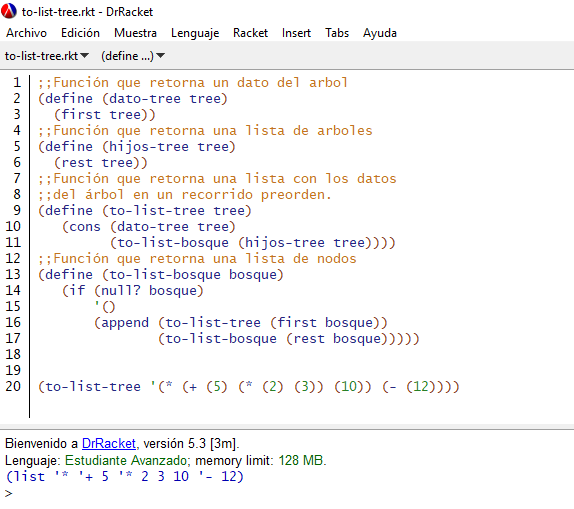 to-list-tree.rkt - DrRacket
Archivo Edición Muestra Lenguaje Racket Insert Tabs Ayuda
to-list-tree.rkt (define ...)
1 ;;Función que retorna un dato del arbol
2 (define (dato-tree tree)
3 (first tree))
4 ;;Función que retorna una lista de arboles
5 (define (hijos-tree tree)
6 (rest tree))
7 ;;Función que retorna una lista con los datos
8 ;;del árbol en un recorrido preorden.
9 (define (to-list-tree tree)
10 (cons (dato-tree tree)
11 (to-list-bosque (hijos-tree tree))))
12 ;;Función que retorna una lista de nodos
13 (define (to-list-bosque bosque)
14 (if (null? bosque)
15 '()
16 (append (to-list-tree (first bosque))
17 (to-list-bosque (rest bosque)))))
18
19
20 (to-list-tree '(* (+ (5) (* (2) (3)) (10)) (- (12))))
Bienvenido a DrRacket, versión 5.3 [3m].
Lenguaje: Estudiante Avanzado; memory limit: 128 MB.
(list '* '+ 5 '* 2 3 10 '- 12)
>